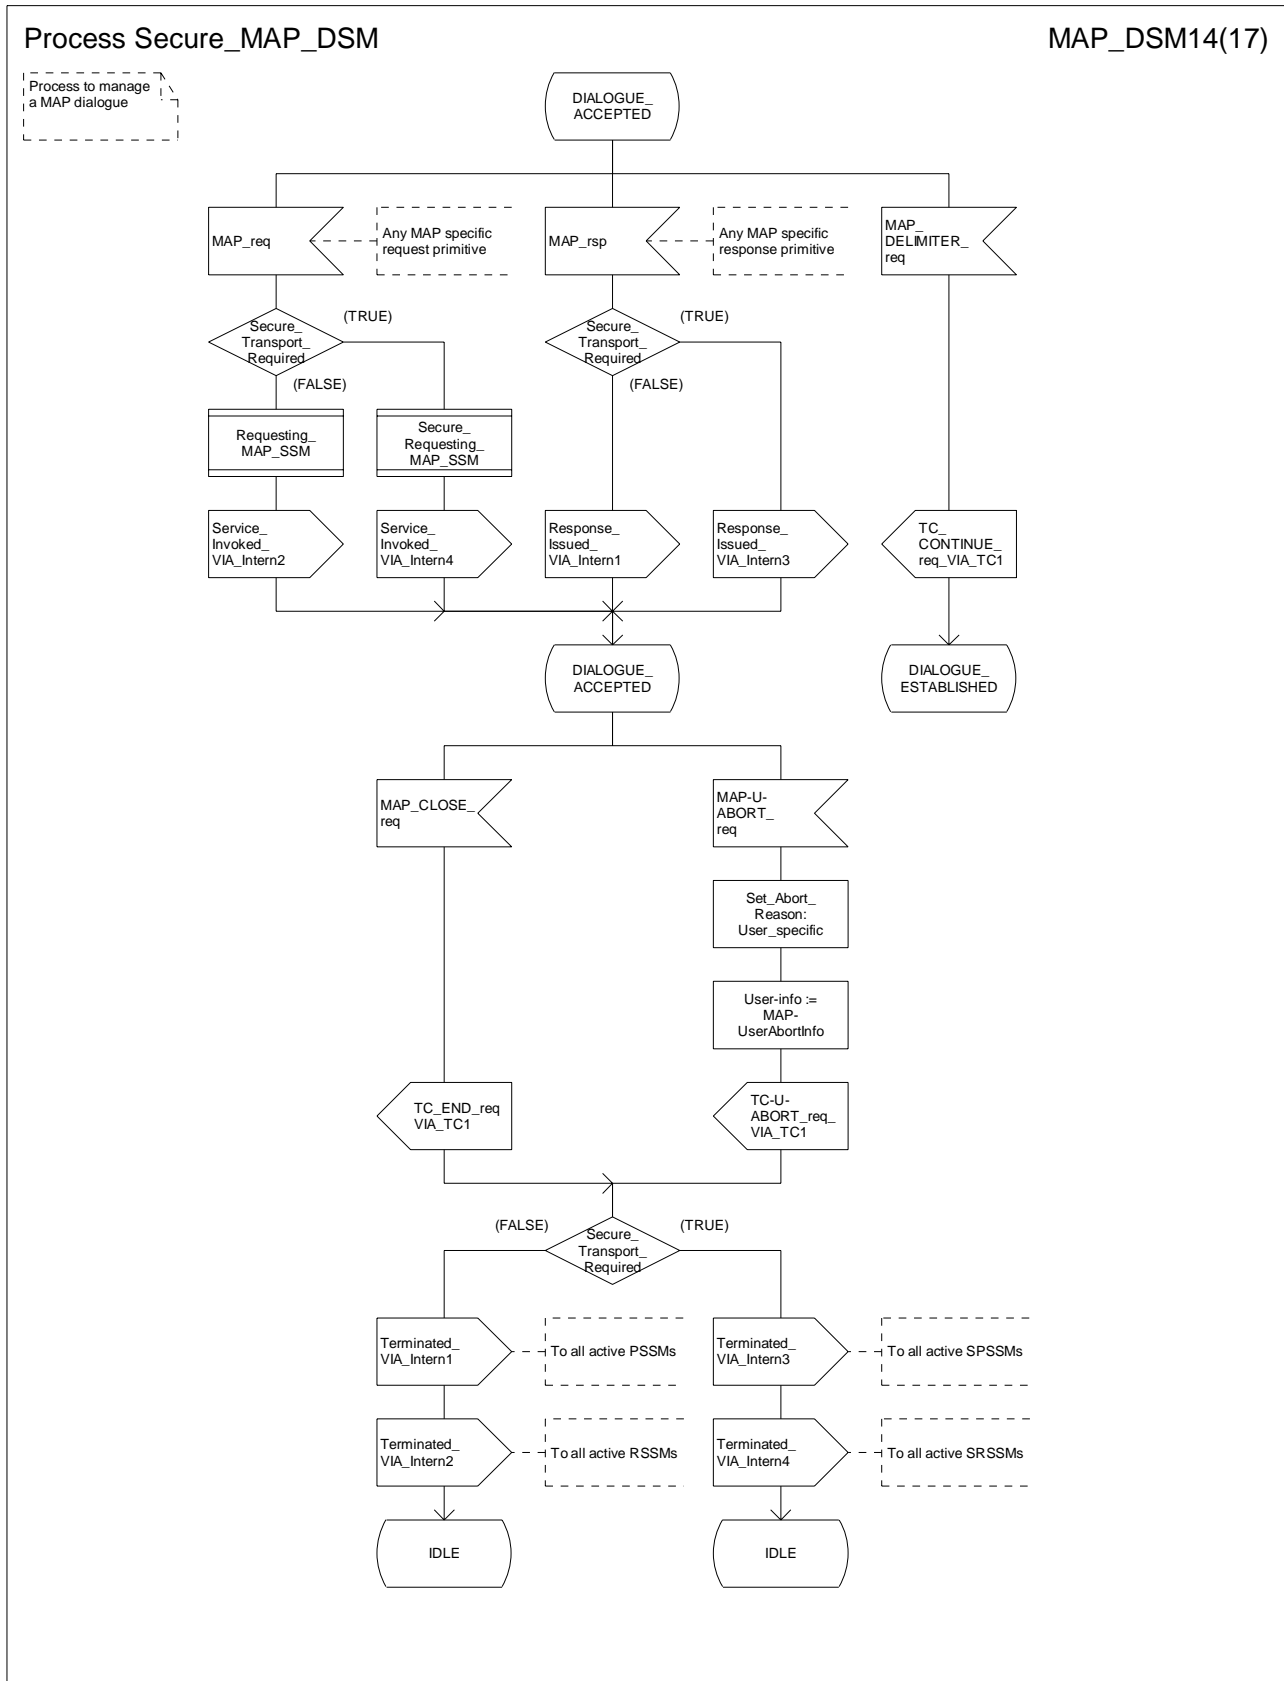 Process Secure_MAP_DSM
MAP_DSM14(17)
Process to manage
a MAP dialogue
DIALOGUE_
ACCEPTED
MAP_req
Any MAP specific
request primitive
MAP_rsp
Any MAP specific
response primitive
MAP_
DELIMITER_
req
Secure_
Transport_
Required
(TRUE)
(FALSE)
Secure_
Transport_
Required
(TRUE)
(FALSE)
Requesting_
MAP_SSM
Secure_
Requesting_
MAP_SSM
Service_
Invoked_
VIA_Intern2
Service_
Invoked_
VIA_Intern4
Response_
Issued_
VIA_Intern1
Response_
Issued_
VIA_Intern3
TC_
CONTINUE_
req_VIA_TC1
DIALOGUE_
ACCEPTED
DIALOGUE_
ESTABLISHED
MAP_CLOSE_
req
MAP-U-
ABORT_
req
Set_Abort_
Reason:
User_specific
User-info :=
MAP-
UserAbortInfo
TC_END_req
VIA_TC1
TC-U-
ABORT_req_
VIA_TC1
(FALSE)
Secure_
Transport_
Required
(TRUE)
Terminated_
VIA_Intern1
To all active PSSMs
Terminated_
VIA_Intern3
To all active SPSSMs
Terminated_
VIA_Intern2
To all active RSSMs
Terminated_
VIA_Intern4
To all active SRSSMs
IDLE
IDLE